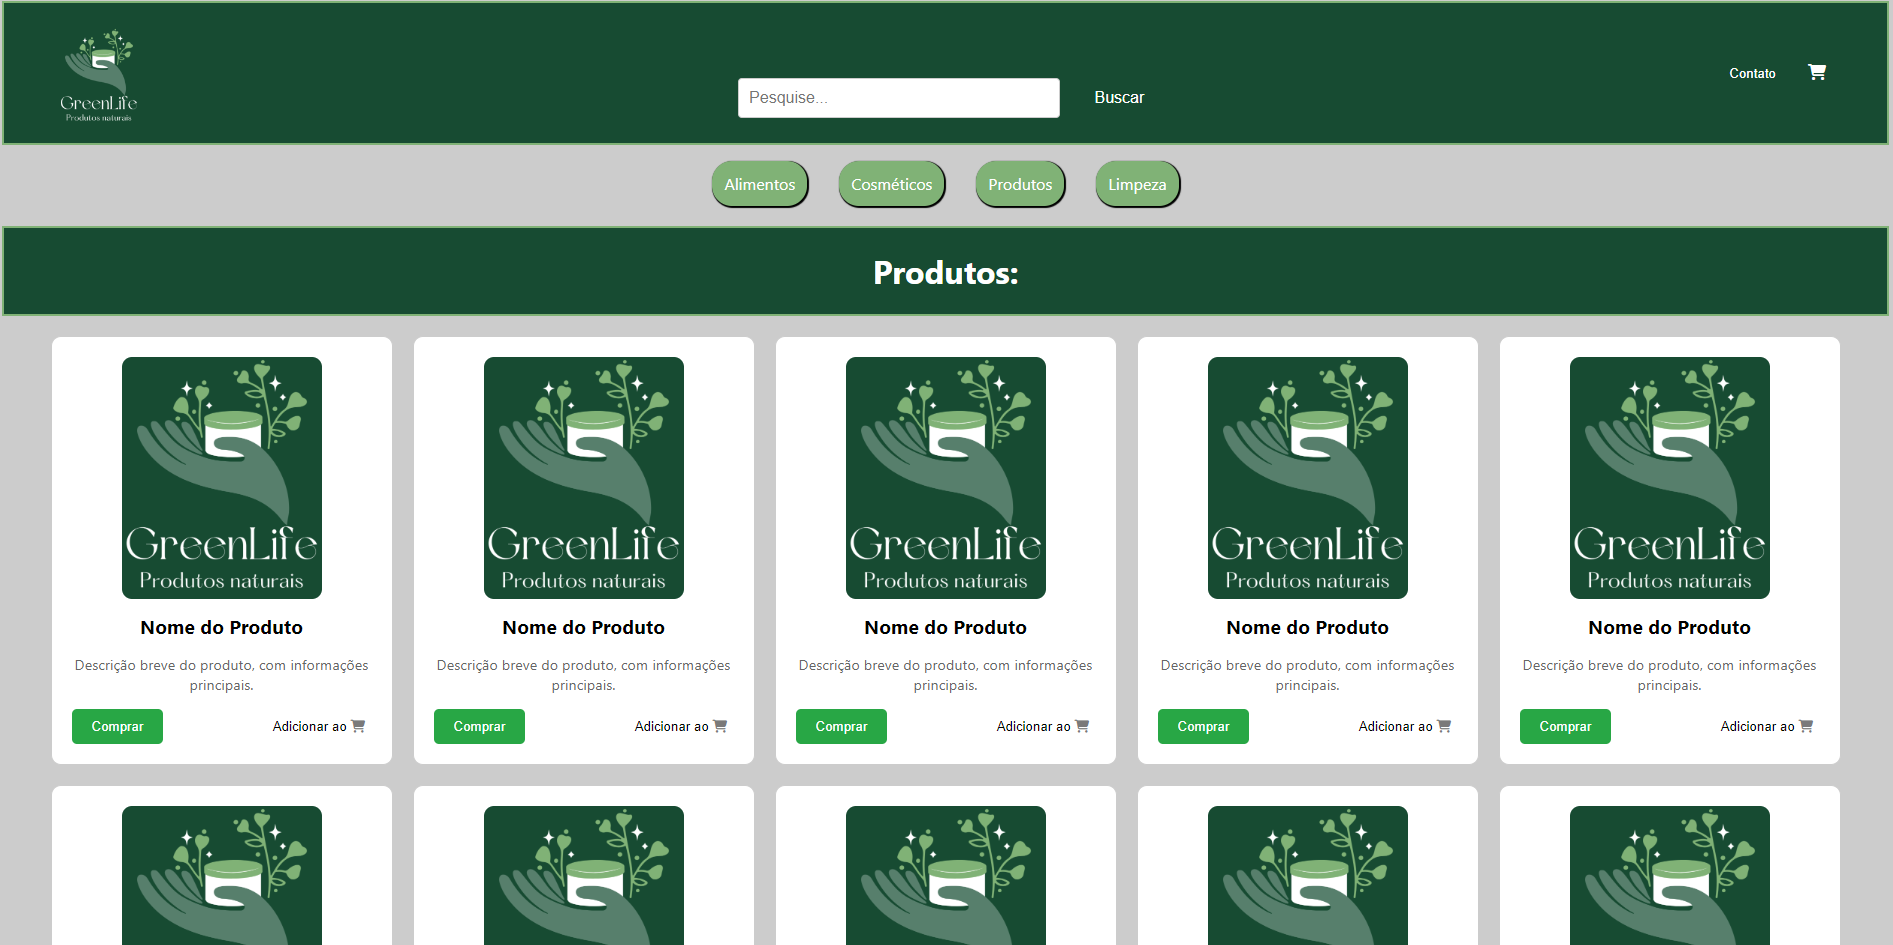 GreenLife
Produtos naturais
Pesquise...
Buscar
Contato
Alimentos
Cosméticos
Produtos
Limpeza
Produtos:
GreenLife
Produtos naturais
Nome do Produto
Descrição breve do produto, com informações
principais.
Comprar
Adicionar ao
GreenLife
Produtos naturais
Nome do Produto
Descrição breve do produto, com informações
principais.
Comprar
Adicionar ao
GreenLife
Produtos naturais
Nome do Produto
Descrição breve do produto, com informações
principais.
Comprar
Adicionar ao
GreenLife
Produtos naturais
Nome do Produto
Descrição breve do produto, com informações
principais.
Comprar
Adicionar ao
GreenLife
Produtos naturais
Nome do Produto
Descrição breve do produto, com informações
principais.
Comprar
Adicionar ao